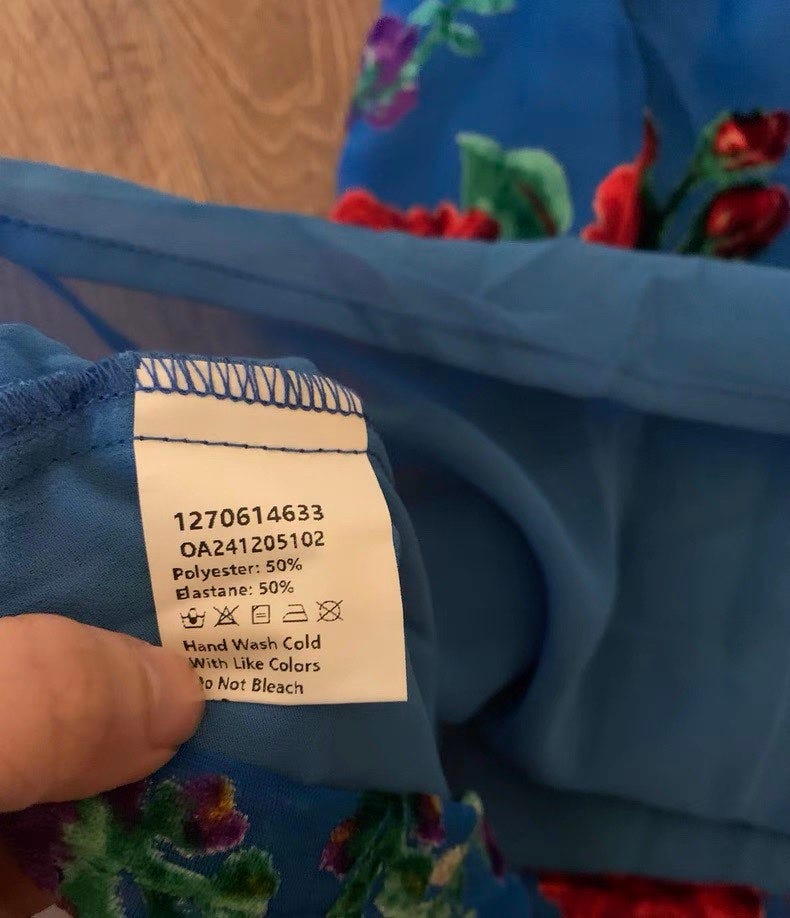 1270614633
OA241205102
Polyester: 50%
Elastane: 50%
Hand Wash Cold
With Like Colors
Do Not Bleach